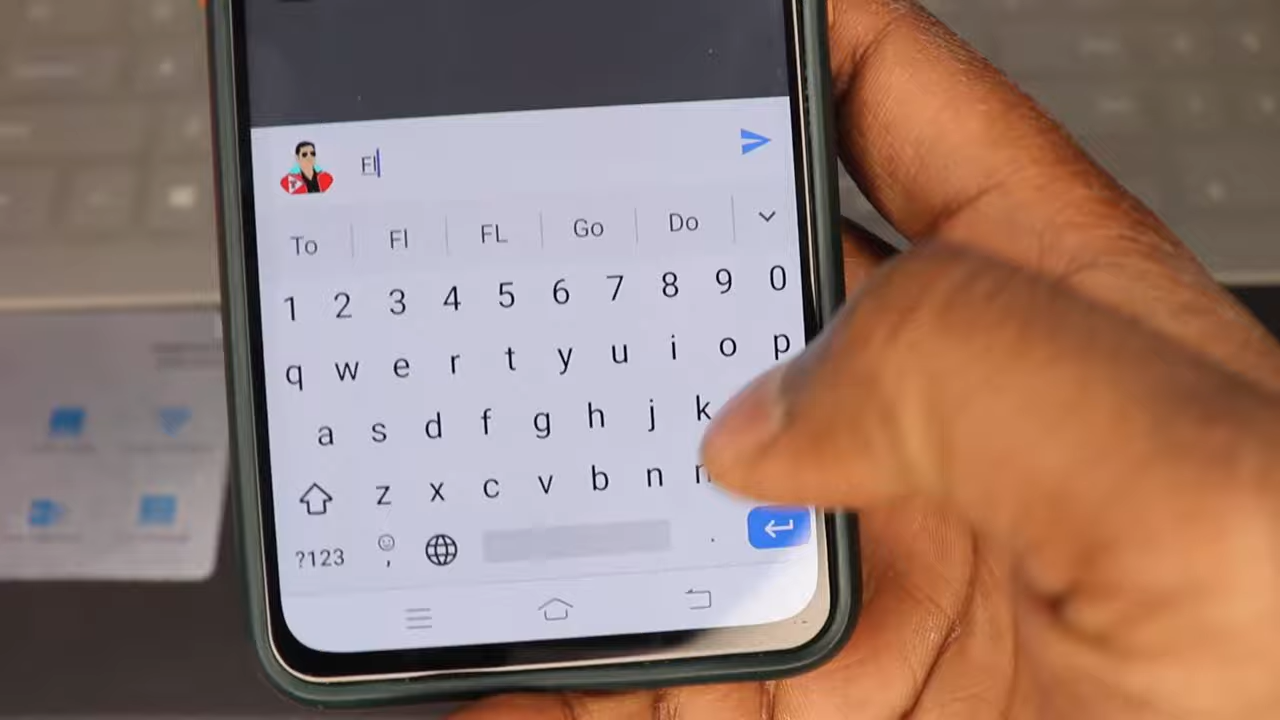 Fl
To Fl FL Go Do
1 2 3 4 5 6 7 8 9 0
q w e r t y u i o p
a s d f g h j k
z x c v b n
?123 , .